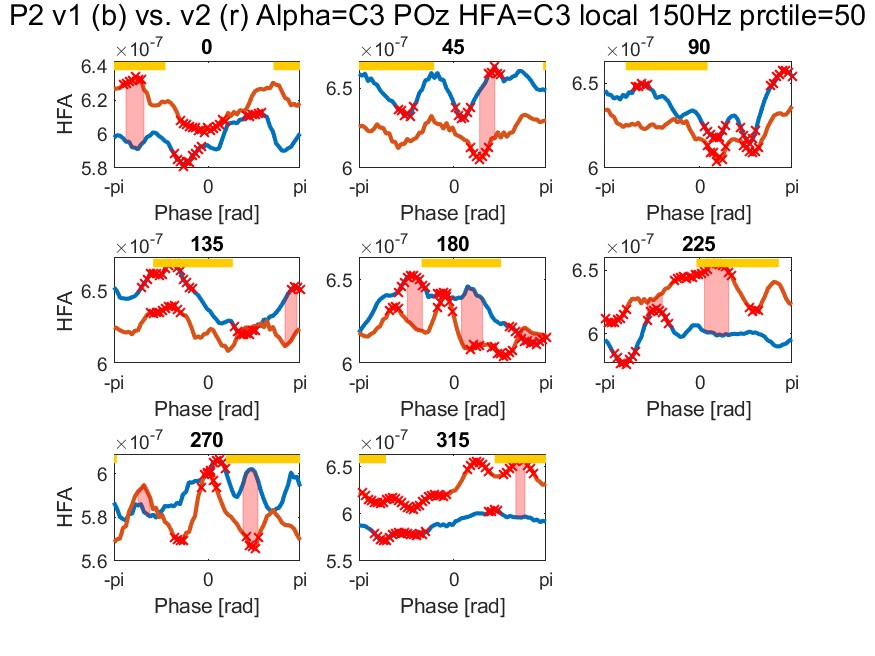 P2 v1 (b) vs. v2 (r) Alpha=C3 POz HFA=C3 local 150Hz prctile=50
×10⁻⁷ 0
6.4
6.2
6
5.8
HFA
-pi 0 pi
Phase [rad]
×10⁻⁷ 45
6.5
6
-pi 0 pi
Phase [rad]
×10⁻⁷ 90
6.5
6
-pi 0 pi
Phase [rad]
×10⁻⁷ 135
6.5
6
HFA
-pi 0 pi
Phase [rad]
×10⁻⁷ 180
6.5
6
-pi 0 pi
Phase [rad]
×10⁻⁷ 225
6.5
6
-pi 0 pi
Phase [rad]
×10⁻⁷ 270
6
5.8
5.6
HFA
-pi 0 pi
Phase [rad]
×10⁻⁷ 315
6.5
6
5.5
-pi 0 pi
Phase [rad]